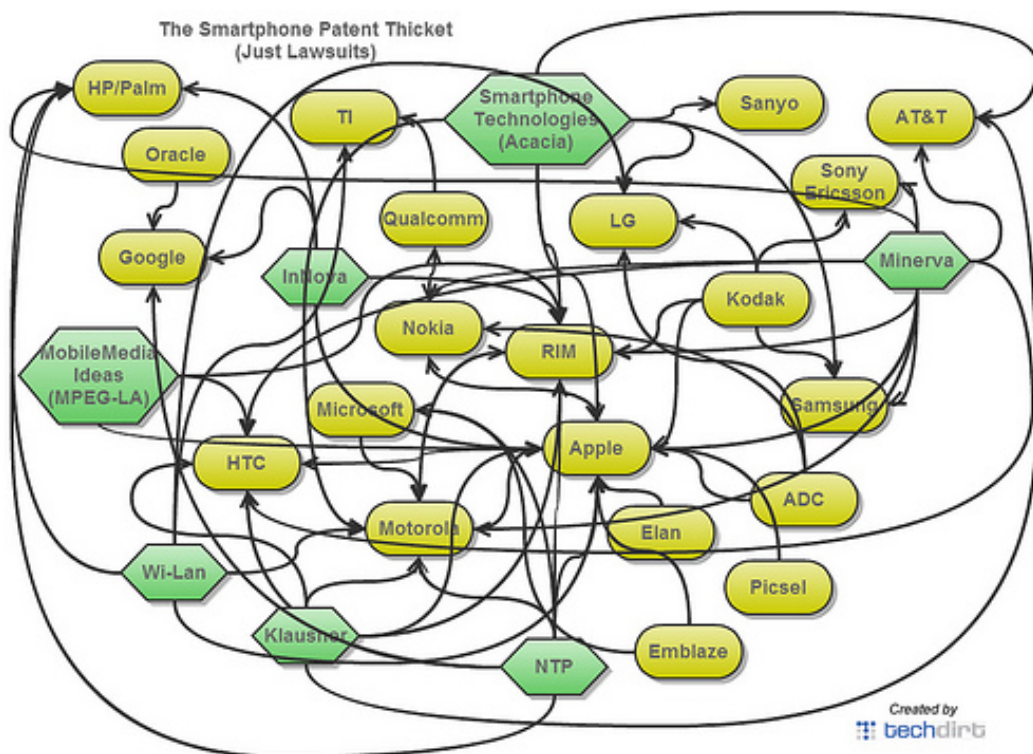 The Smartphone Patent Thicket
(Just Lawsuits)
HP/Palm
TI
Smartphone
Technologies
(Acacia)
Sanyo
AT&T
Oracle
Sony
Ericsson
Qualcomm
LG
Google
InNova
Minerva
Kodak
Nokia
RIM
MobileMedia
Ideas
(MPEG-LA)
Microsoft
Samsung
HTC
Apple
ADC
Motorola
Elan
Wi-Lan
Picsel
Klausner
NTP
Emblaze
Created by
techdirt